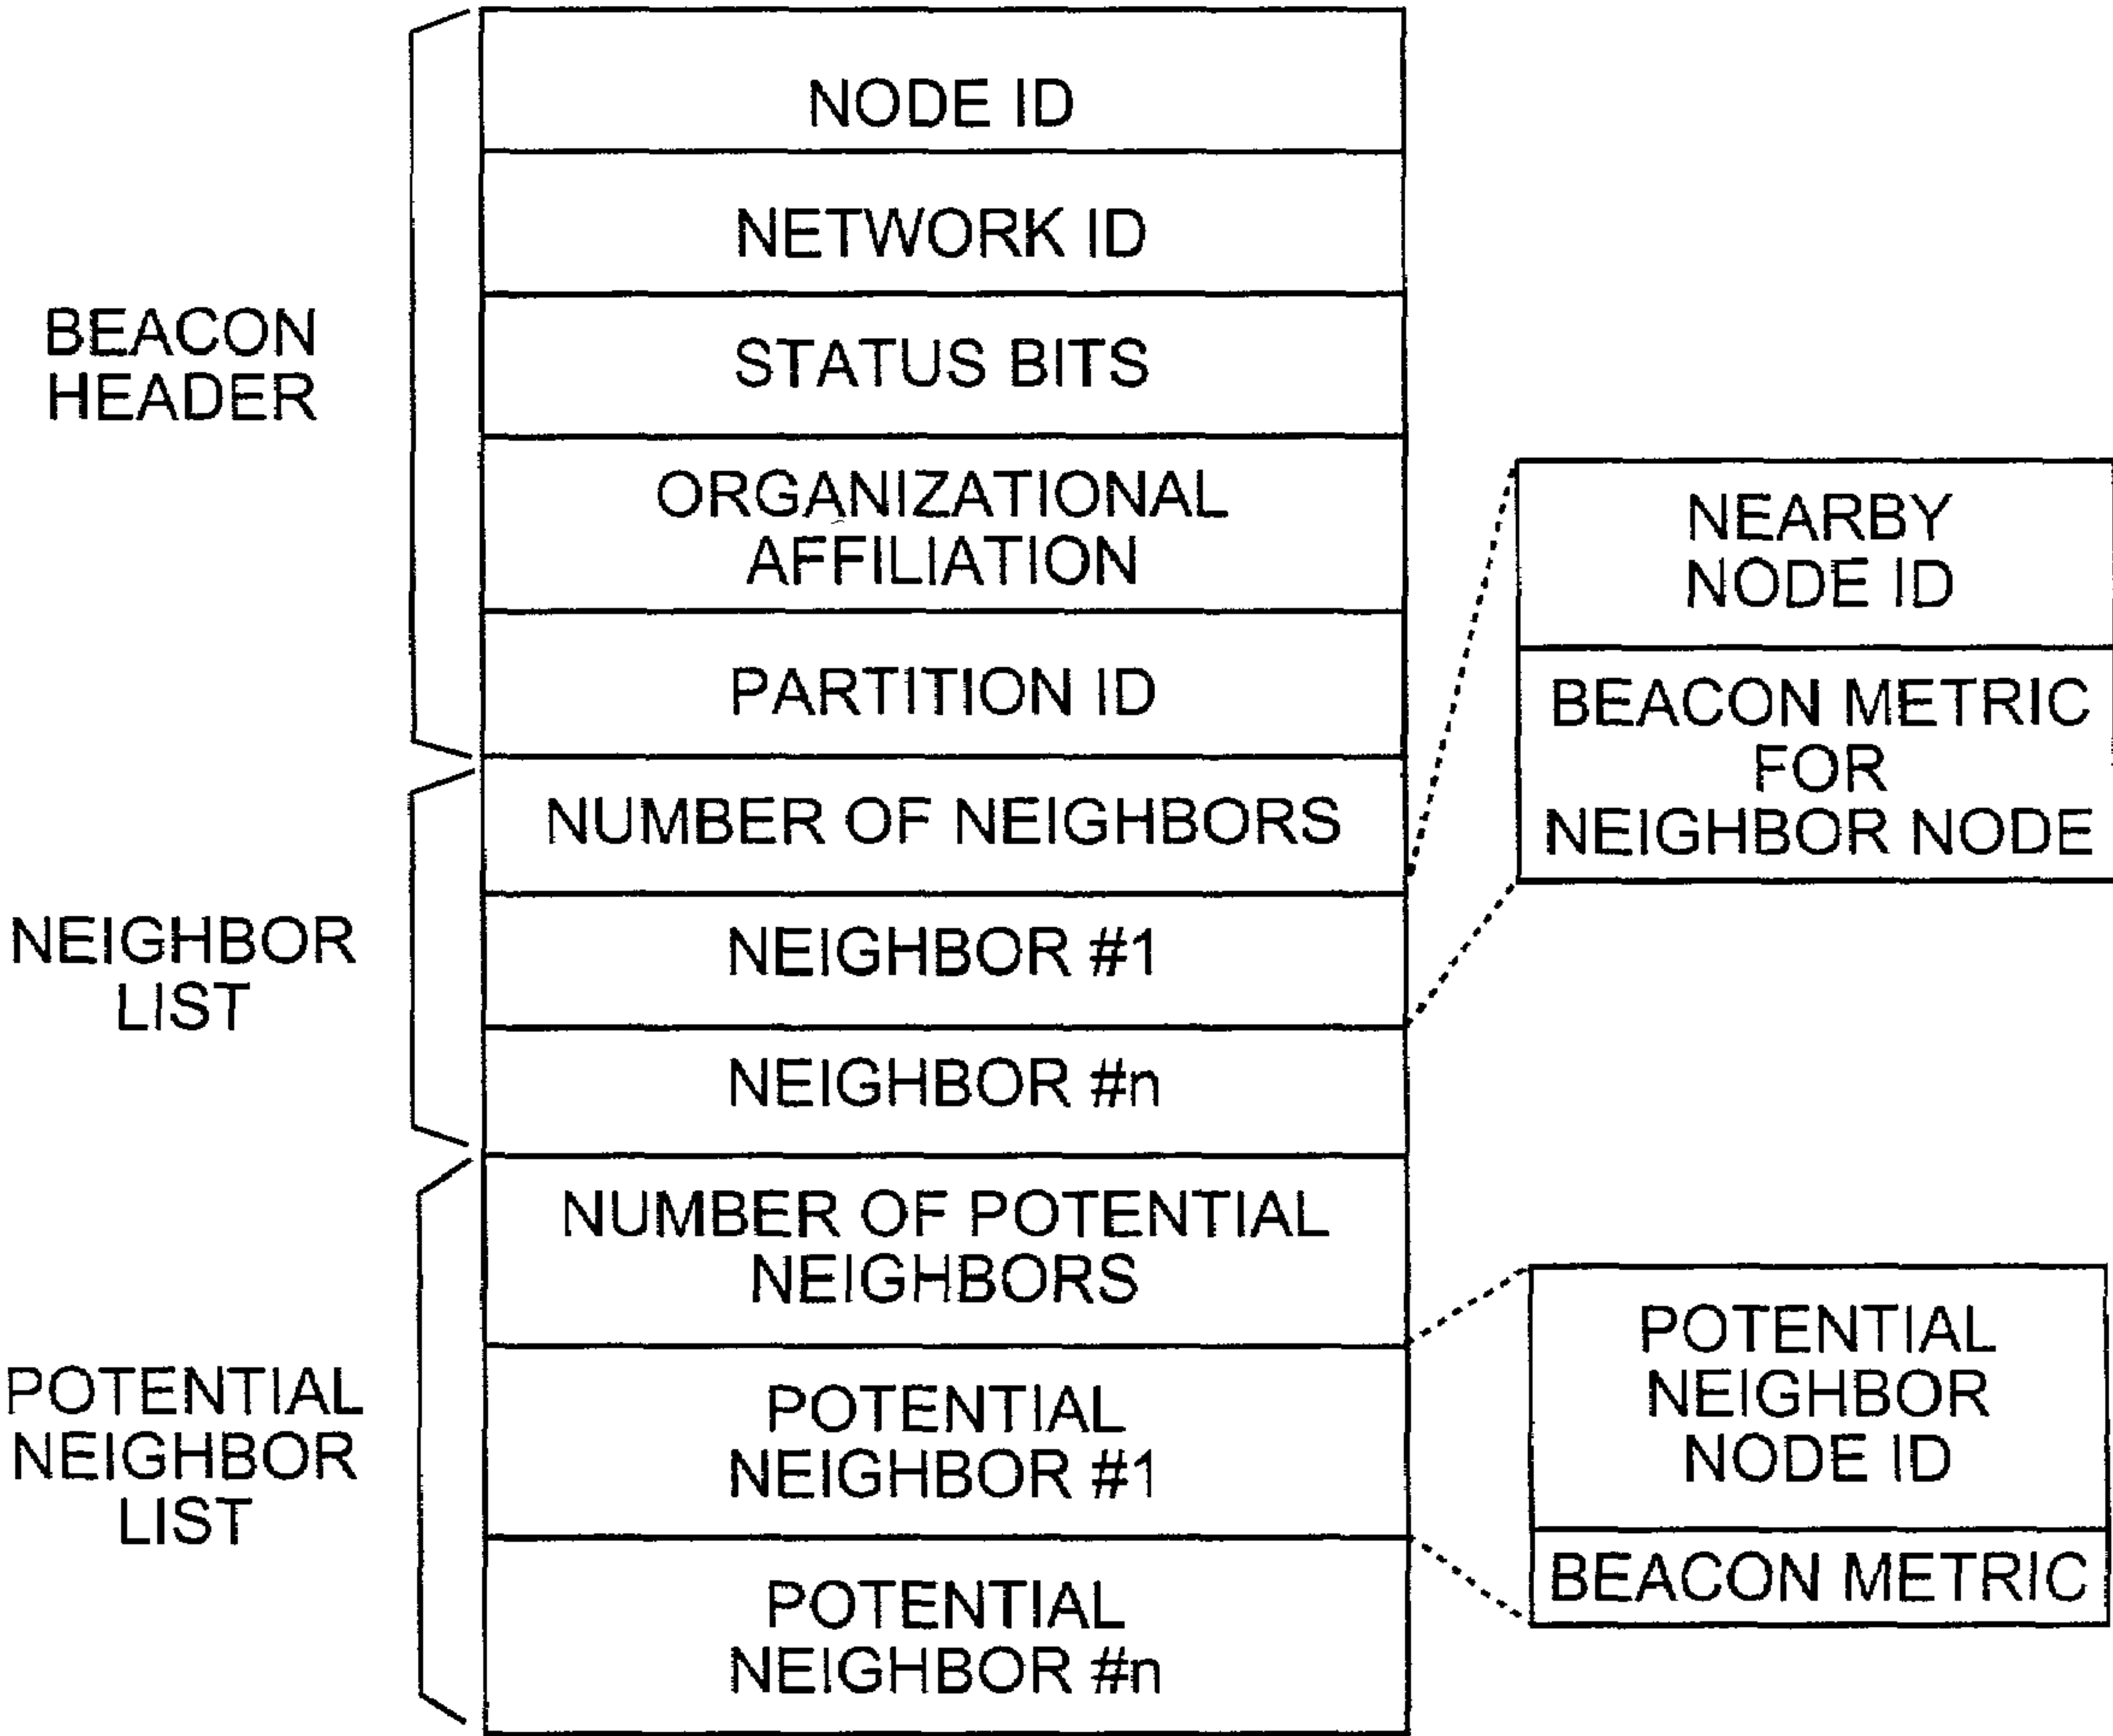 BEACON
HEADER
NODE ID
NETWORK ID
STATUS BITS
ORGANIZATIONAL
AFFILIATION
PARTITION ID
NEIGHBOR
LIST
NUMBER OF NEIGHBORS
NEIGHBOR #1
NEIGHBOR #n
NEARBY
NODE ID
BEACON METRIC
FOR
NEIGHBOR NODE
POTENTIAL
NEIGHBOR
LIST
NUMBER OF POTENTIAL
NEIGHBORS
POTENTIAL
NEIGHBOR #1
POTENTIAL
NEIGHBOR #n
POTENTIAL
NEIGHBOR
NODE ID
BEACON METRIC